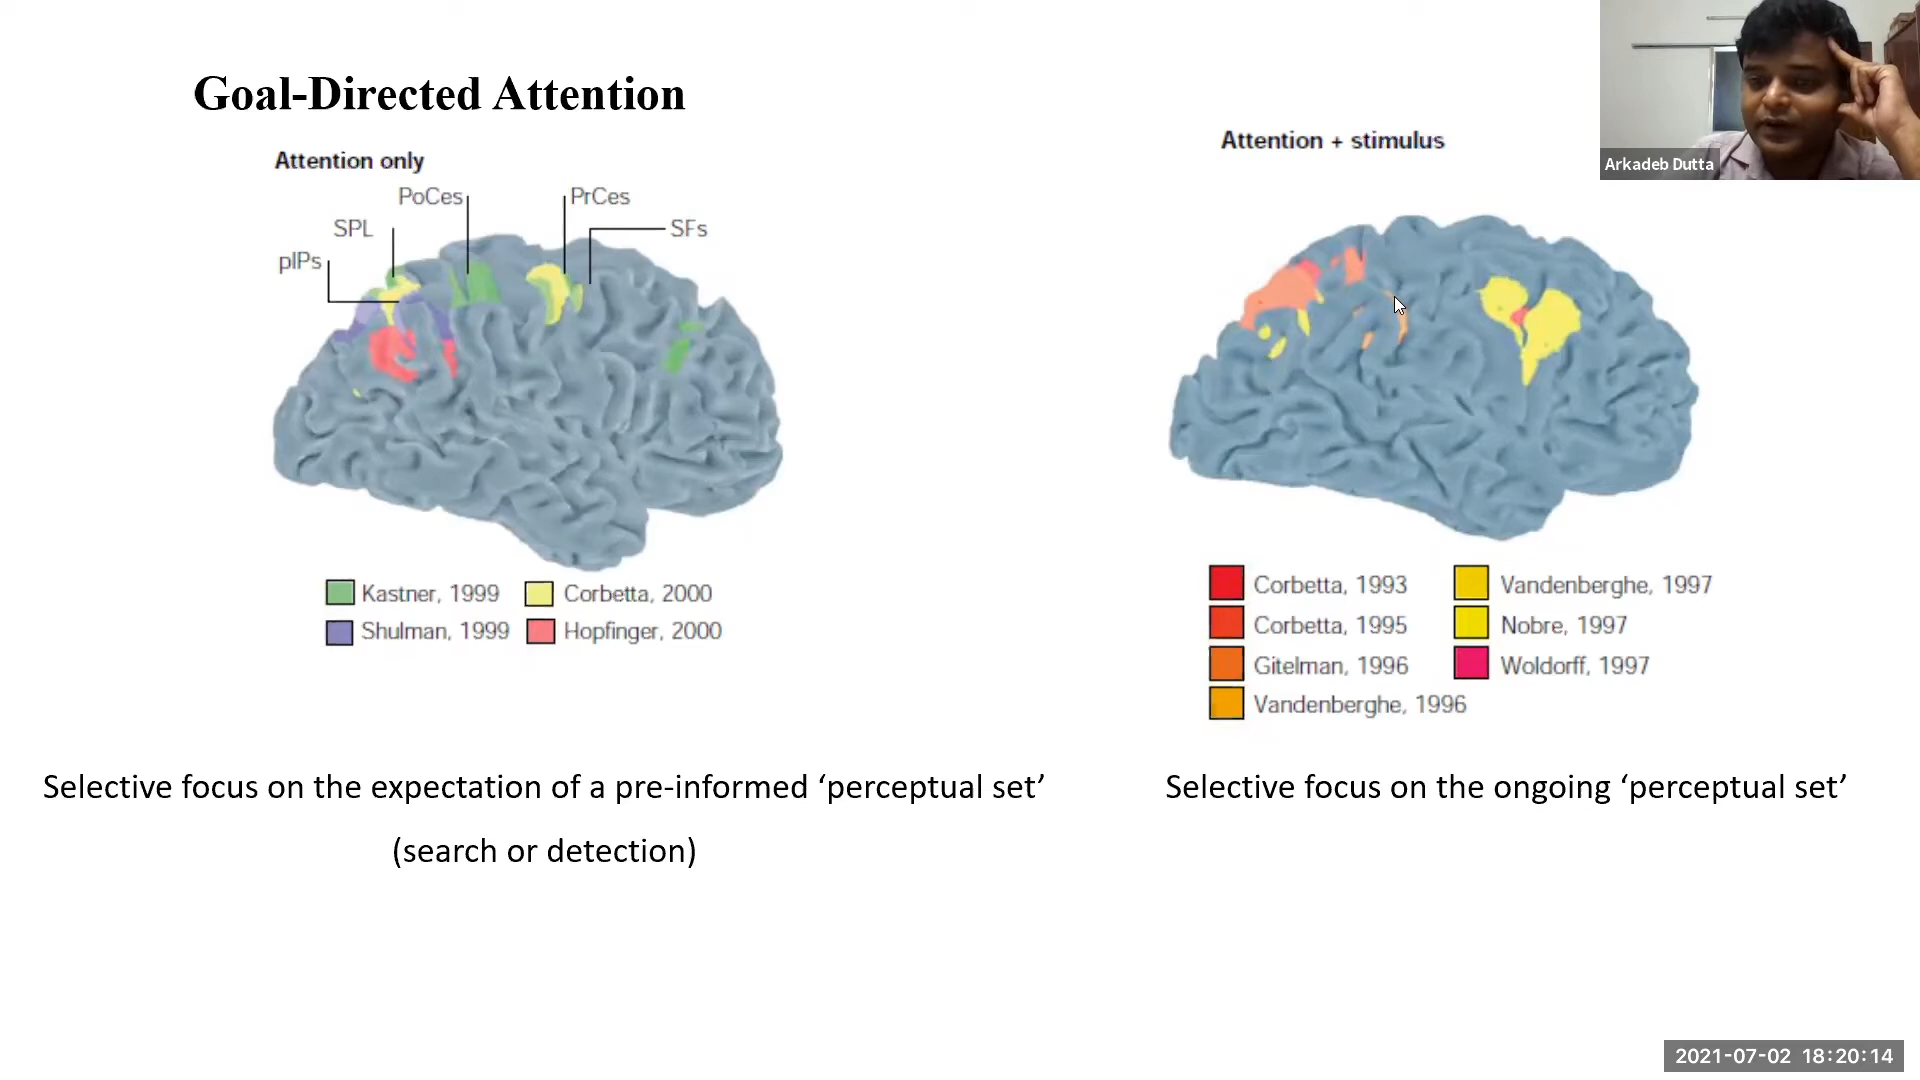 Goal-Directed Attention
Attention only
PoCes
PrCes
SPL
SFs
pIPs
Kastner, 1999
Corbetta, 2000
Shulman, 1999
Hopfinger, 2000
Selective focus on the expectation of a pre-informed ‘perceptual set’
(search or detection)
Attention + stimulus
Corbetta, 1993
Vandenberghe, 1997
Corbetta, 1995
Nobre, 1997
Gitelman, 1996
Woldorff, 1997
Vandenberghe, 1996
Selective focus on the ongoing ‘perceptual set’
Arkadeb Dutta
2021-07-02 18:20:14